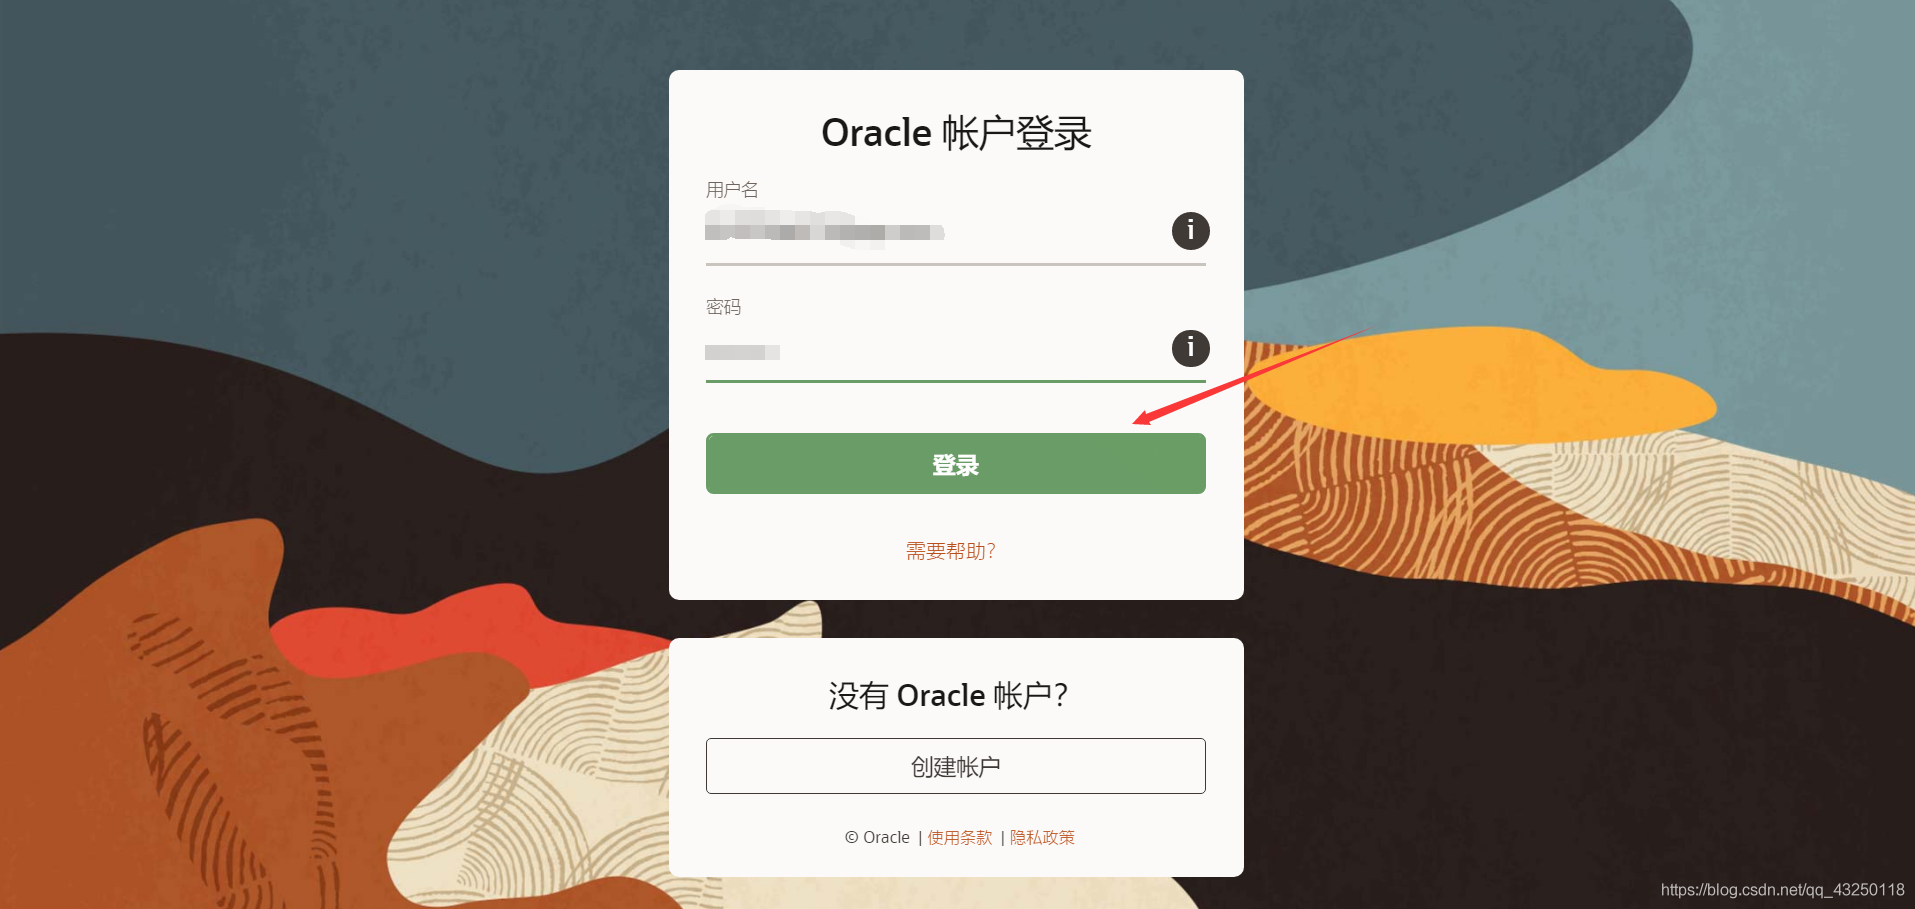 Oracle 帐户登录
用户名
i
密码
i
登录
需要帮助？
没有 Oracle 帐户？
创建帐户
© Oracle | 使用条款 | 隐私政策
https://blog.csdn.net/qq_43250118